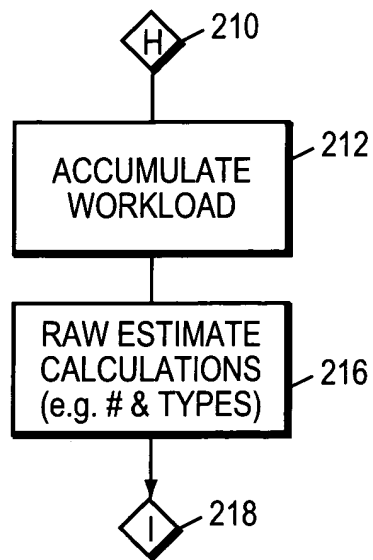 H 210
212
ACCUMULATE
WORKLOAD
RAW ESTIMATE
CALCULATIONS
(e.g. # & TYPES)
216
I 218